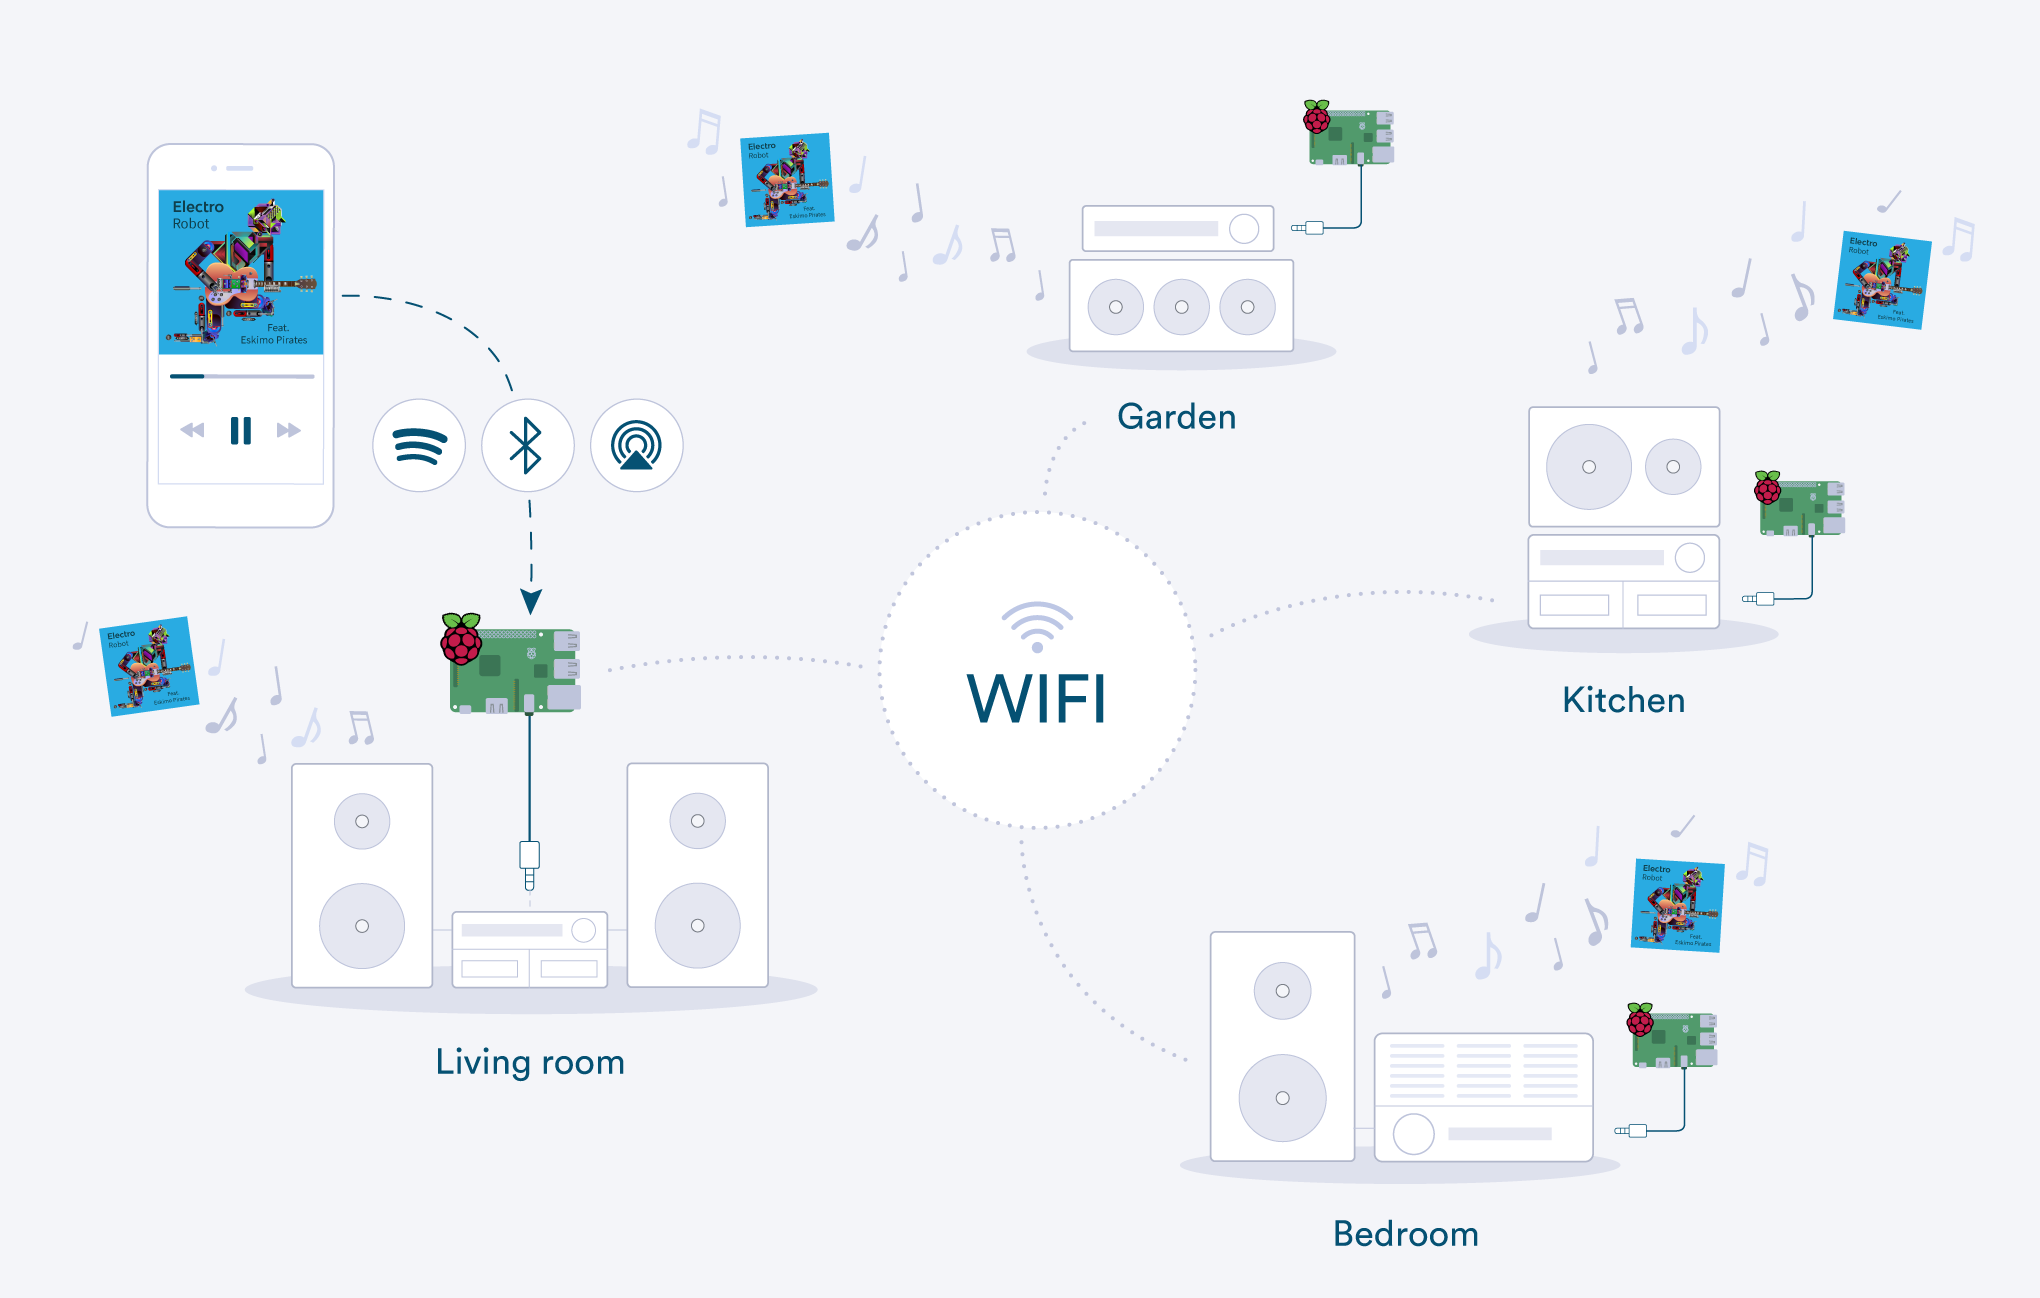 Electro
Robot
Feat.
Eskimo Pirates
Electro
Robot
Feat.
Eskimo Pirates
Garden
Electro
Robot
Feat.
Eskimo Pirates
Kitchen
WIFI
Electro
Robot
Feat.
Eskimo Pirates
Living room
Electro
Robot
Feat.
Eskimo Pirates
Bedroom